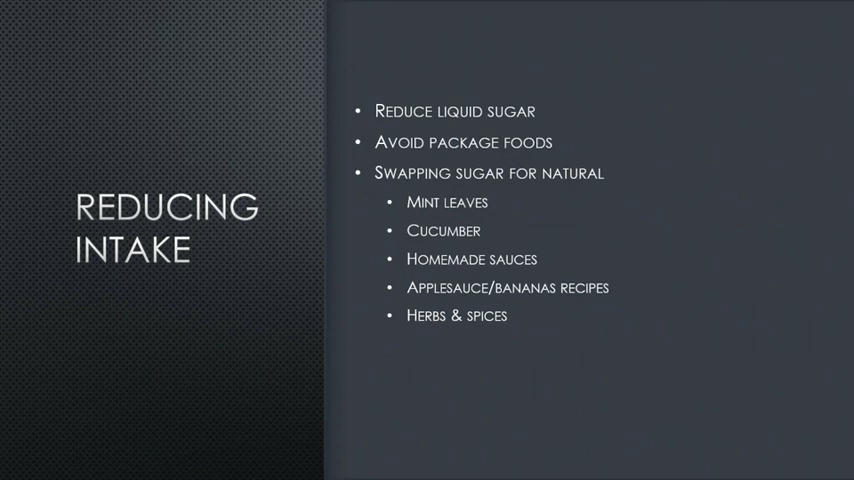 REDUCING
INTAKE
• REDUCE LIQUID SUGAR
• AVOID PACKAGE FOODS
• SWAPPING SUGAR FOR NATURAL
• MINT LEAVES
• CUCUMBER
• HOMEMADE SAUCES
• APPLESAUCE/BANANAS RECIPES
• HERBS & SPICES